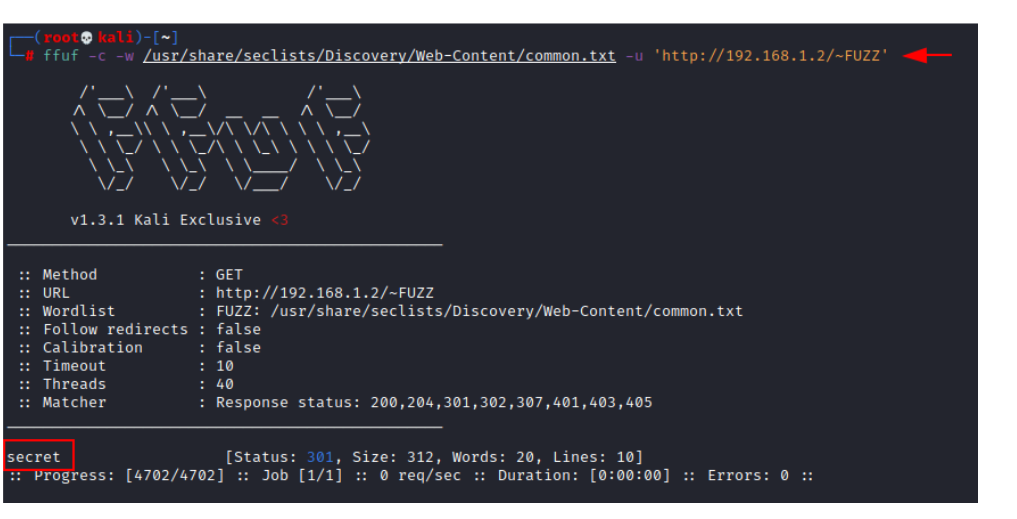 (root💀kali)-[~]
# ffuf -c -w /usr/share/seclists/Discovery/Web-Content/common.txt -u 'http://192.168.1.2/~FUZZ'
v1.3.1 Kali Exclusive <3
:: Method : GET
:: URL : http://192.168.1.2/~FUZZ
:: Wordlist : FUZZ: /usr/share/seclists/Discovery/Web-Content/common.txt
:: Follow redirects : false
:: Calibration : false
:: Timeout : 10
:: Threads : 40
:: Matcher : Response status: 200,204,301,302,307,401,403,405
secret [Status: 301, Size: 312, Words: 20, Lines: 10]
:: Progress: [4702/4702] :: Job [1/1] :: 0 req/sec :: Duration: [0:00:00] :: Errors: 0 ::